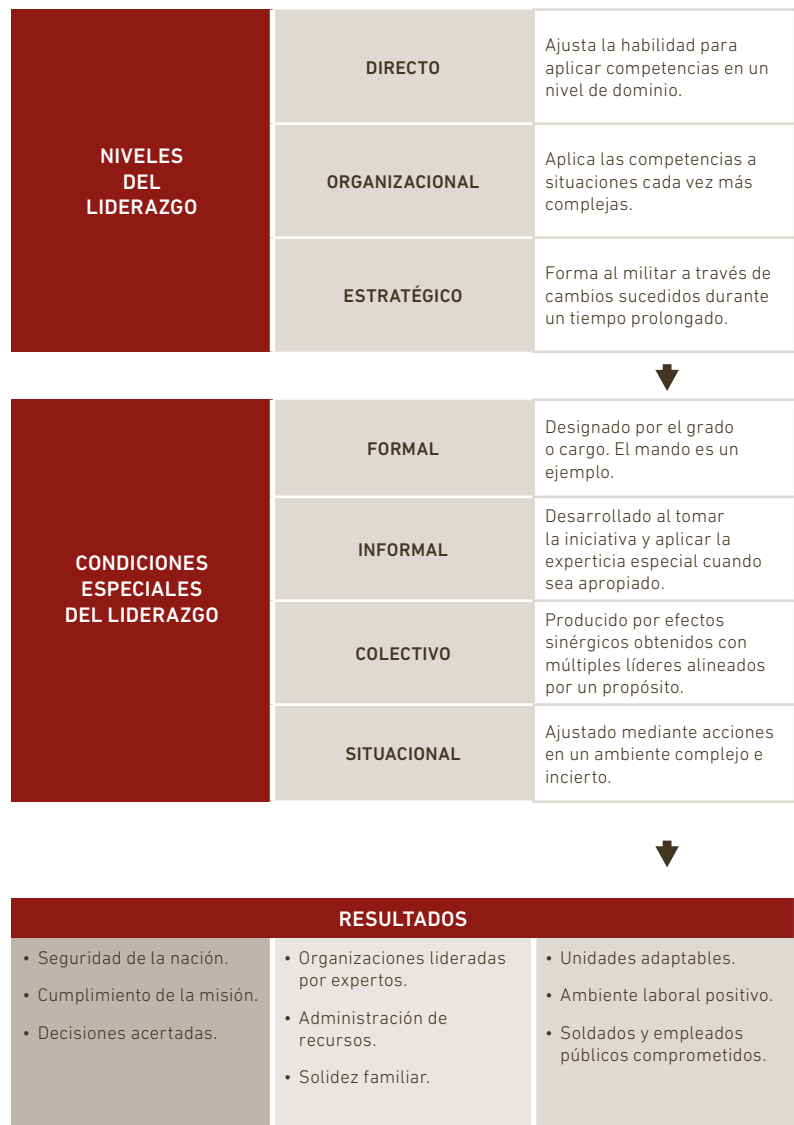 NIVELES
DEL
LIDERAZGO
DIRECTO
Ajusta la habilidad para
aplicar competencias en un
nivel de dominio.
ORGANIZACIONAL
Aplica las competencias a
situaciones cada vez más
complejas.
ESTRATÉGICO
Forma al militar a través de
cambios sucedidos durante
un tiempo prolongado.
CONDICIONES
ESPECIALES
DEL LIDERAZGO
FORMAL
Designado por el grado
o cargo. El mando es un
ejemplo.
INFORMAL
Desarrollado al tomar
la iniciativa y aplicar la
experticia especial cuando
sea apropiado.
COLECTIVO
Producido por efectos
sinérgicos obtenidos con
múltiples líderes alineados
por un propósito.
SITUACIONAL
Ajustado mediante acciones
en un ambiente complejo e
incierto.
RESULTADOS
• Seguridad de la nación.
• Cumplimiento de la misión.
• Decisiones acertadas.
• Organizaciones lideradas
por expertos.
• Administración de
recursos.
• Solidez familiar.
• Unidades adaptables.
• Ambiente laboral positivo.
• Soldados y empleados
públicos comprometidos.